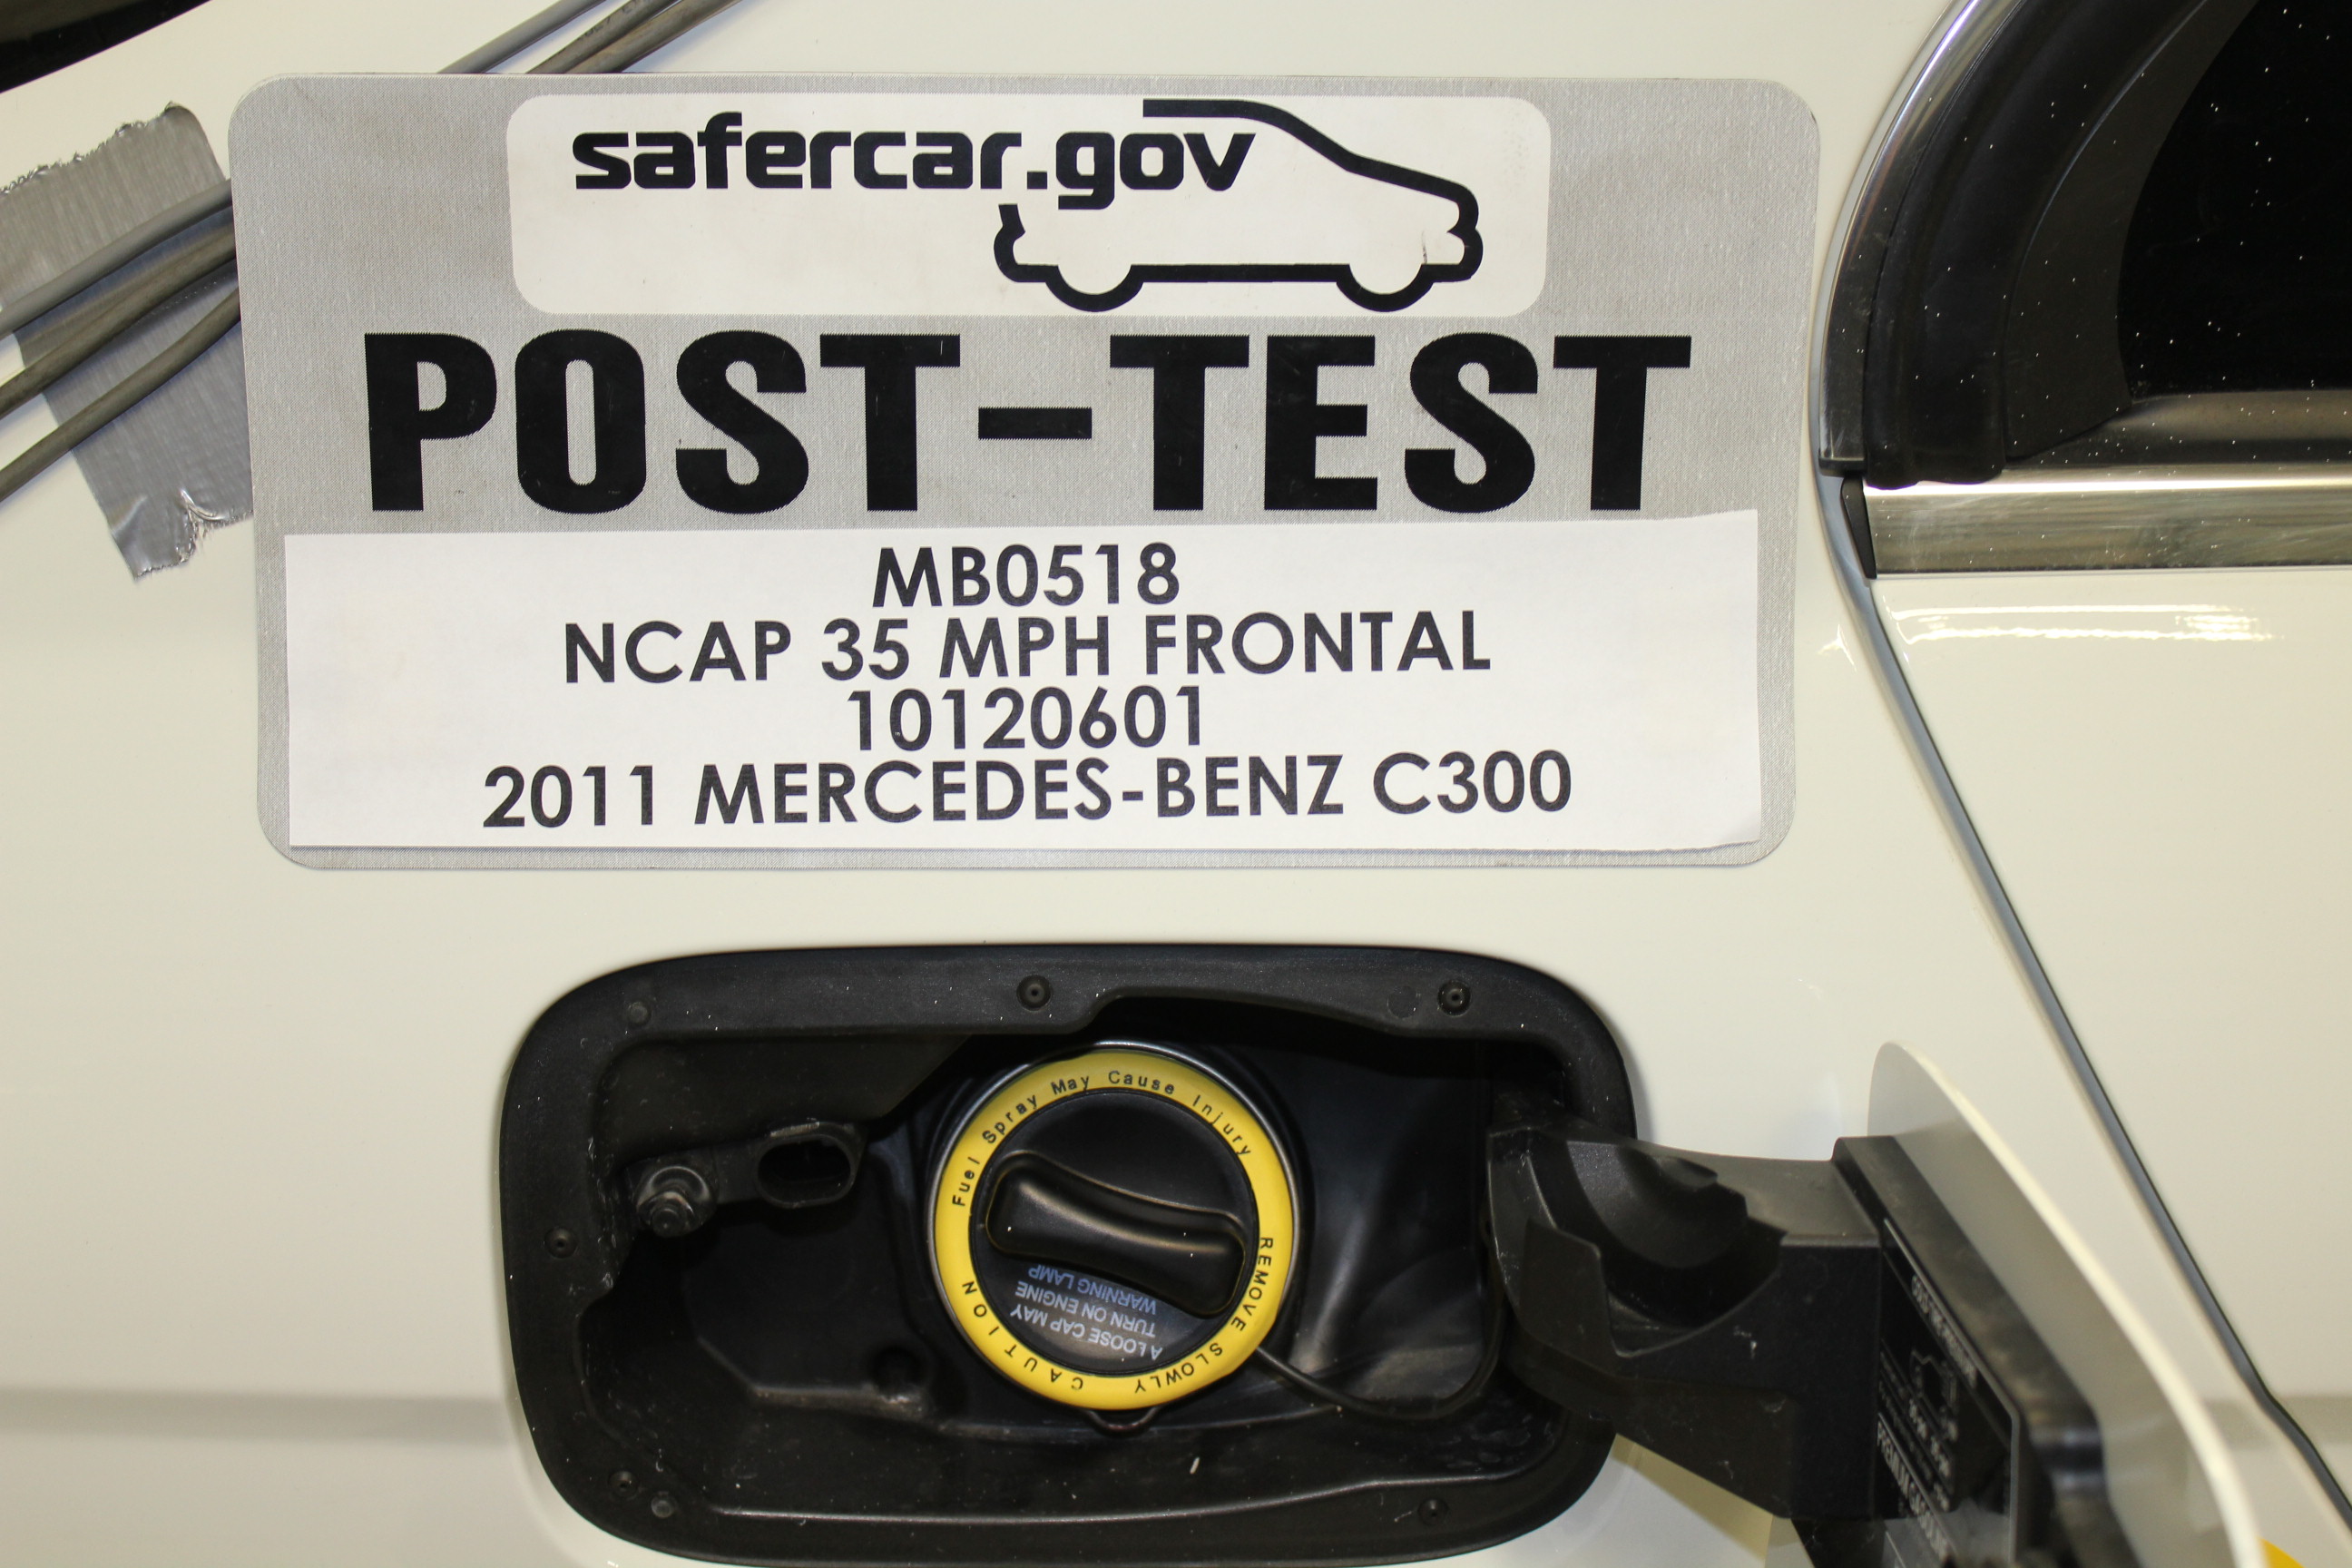 safercar.gov
POST-TEST
MB0518
NCAP 35 MPH FRONTAL
10120601
2011 MERCEDES-BENZ C300
Fuel Spray May Cause Injury
REMOVE SLOWLY
CAUTION
A LOOSE CAP MAY
TURN ON ENGINE
WARNING LAMP